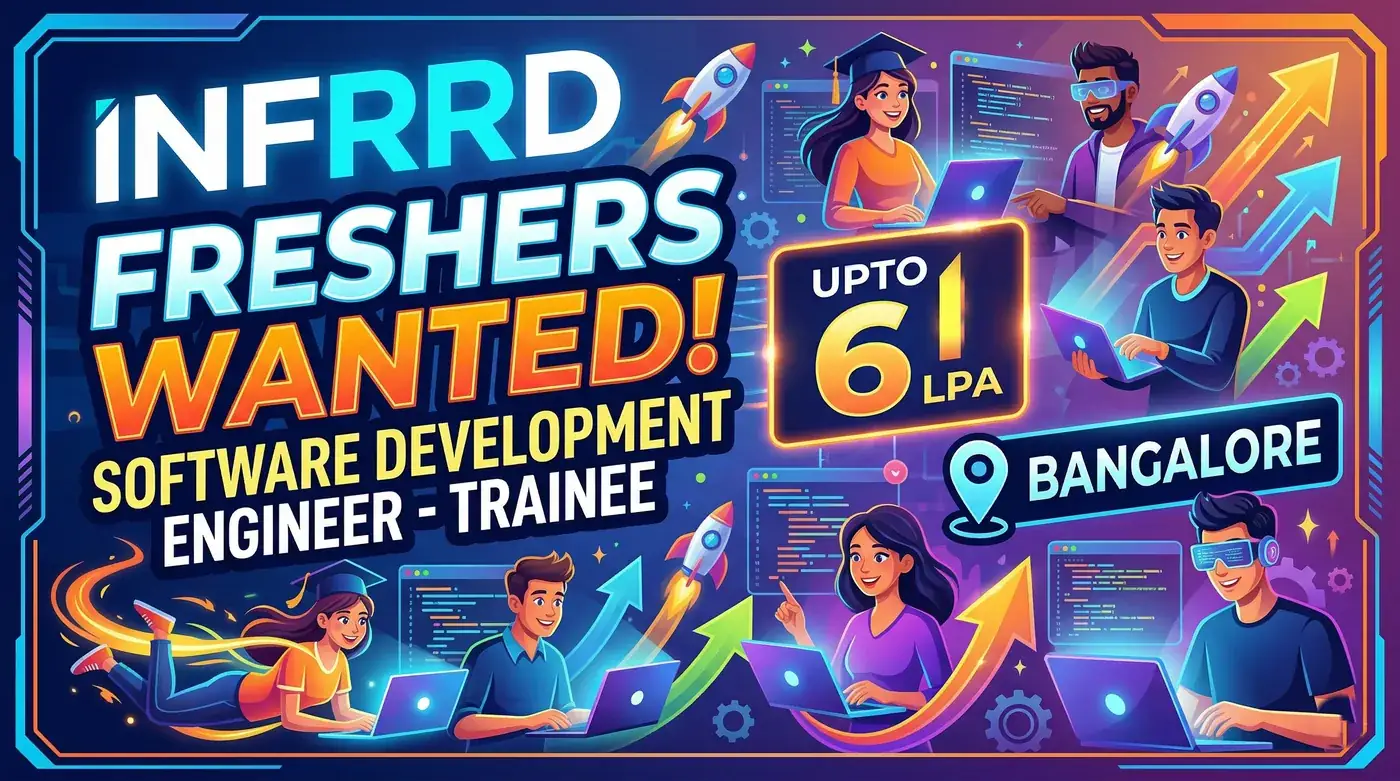 INFRRD
FRESHERS
WANTED!
SOFTWARE DEVELOPMENT
ENGINEER - TRAINEE
UPTO
6
LPA
BANGALORE